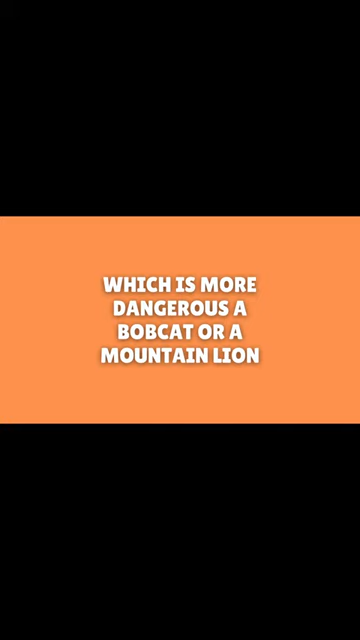 WHICH IS MORE
DANGEROUS A
BOBCAT OR A
MOUNTAIN LION